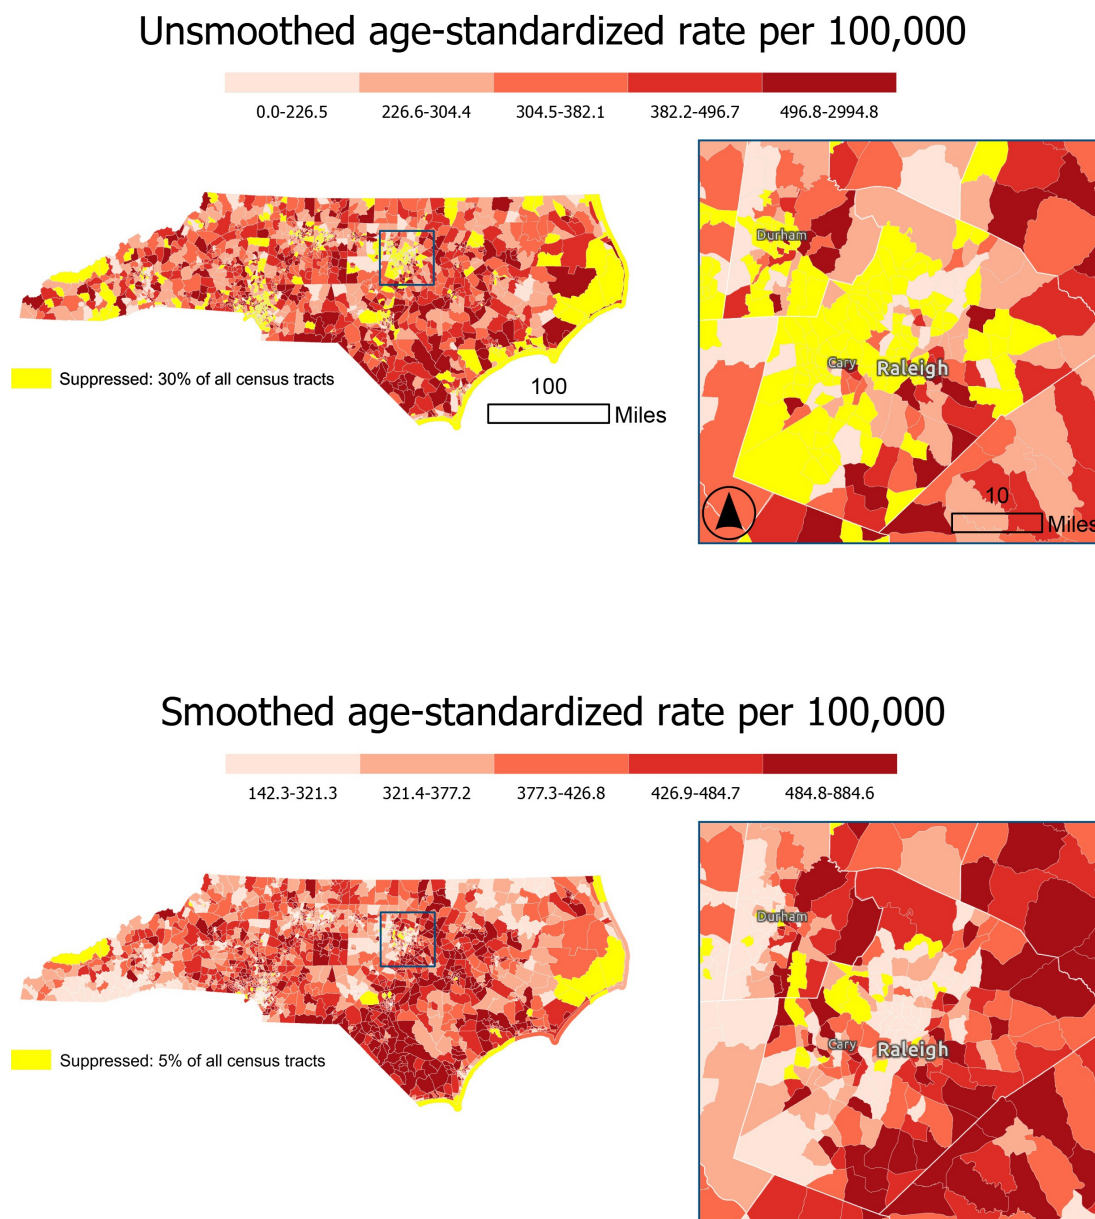 Unsmoothed age-standardized rate per 100,000
0.0-226.5 226.6-304.4 304.5-382.1 382.2-496.7 496.8-2994.8
Durham
Cary Raleigh
Suppressed: 30% of all census tracts
100
Miles
10
Miles
Smoothed age-standardized rate per 100,000
142.3-321.3 321.4-377.2 377.3-426.8 426.9-484.7 484.8-884.6
Durham
Cary Raleigh
Suppressed: 5% of all census tracts